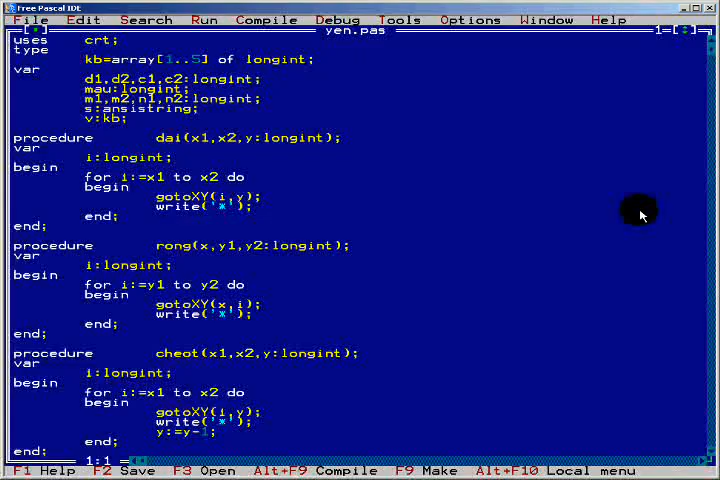 Free Pascal IDE
File Edit Search Run Compile Debug Tools Options Window Help
yen.pas 1
uses crt;
type
kb=array[1..5] of longint;
var
d1,d2,c1,c2:longint;
mau:longint;
m1,m2,n1,n2:longint;
s:ansistring;
v:kb;
procedure dai(x1,x2,y:longint);
var
i:longint;
begin
for i:=x1 to x2 do
begin
gotoXY(i,y);
write('*');
end;
end;
procedure rong(x,y1,y2:longint);
var
i:longint;
begin
for i:=y1 to y2 do
begin
gotoXY(x,i);
write('*');
end;
end;
procedure cheot(x1,x2,y:longint);
var
i:longint;
begin
for i:=x1 to x2 do
begin
gotoXY(i,y);
write('*');
y:=y-1;
end;
end;
1:1
F1 Help F2 Save F3 Open Alt+F9 Compile F9 Make Alt+F10 Local menu